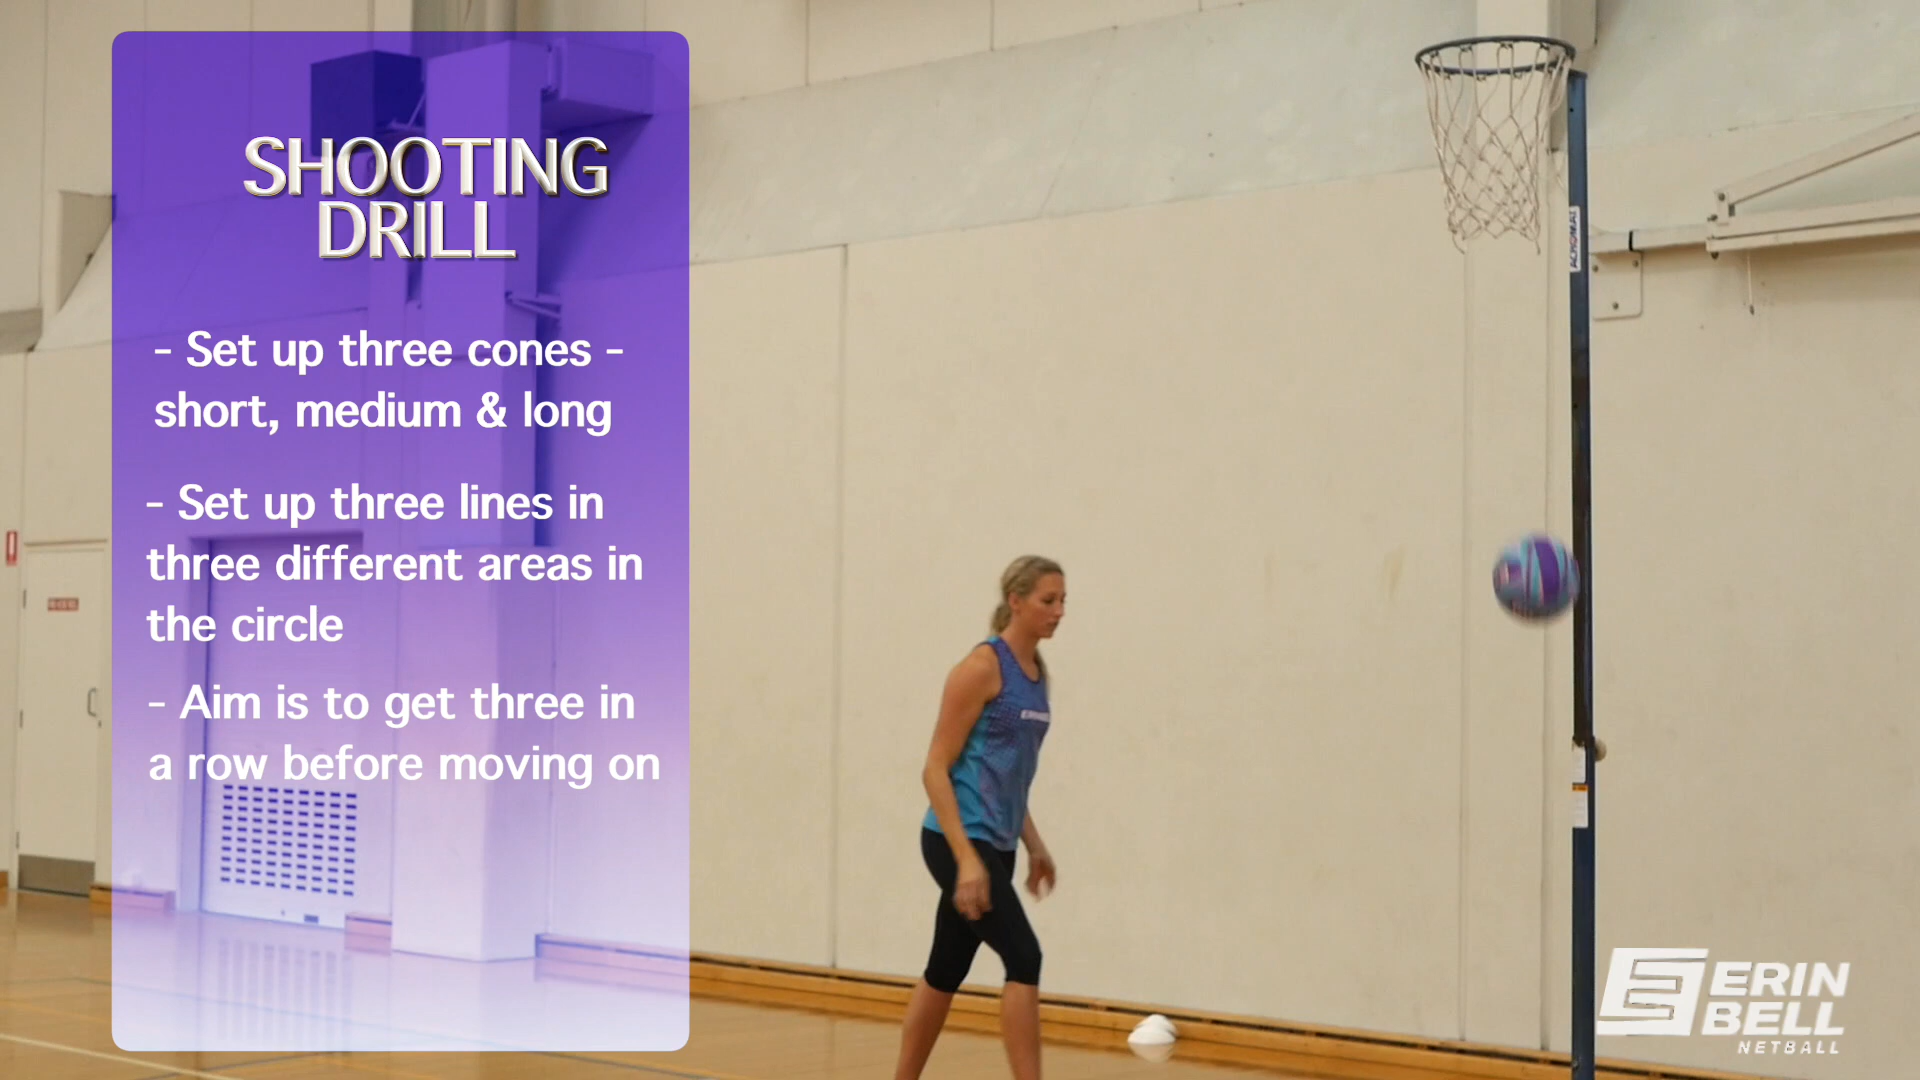 SHOOTING
DRILL
- Set up three cones -
short, medium & long
- Set up three lines in
three different areas in
the circle
- Aim is to get three in
a row before moving on
ERIN
BELL
NETBALL